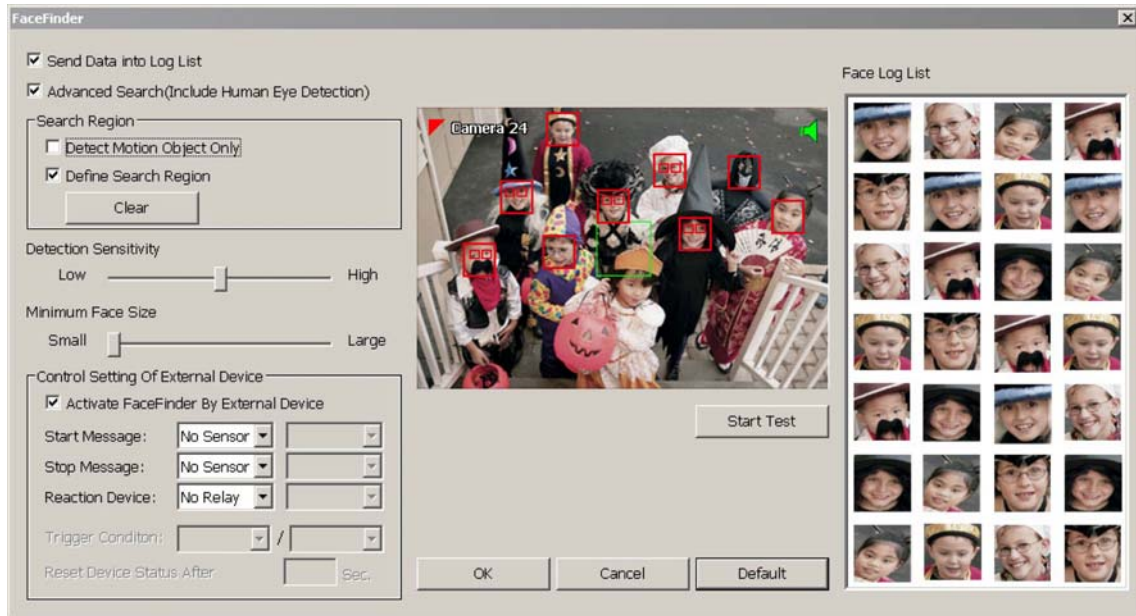 FaceFinder
Send Data into Log List
Advanced Search(Include Human Eye Detection)
Search Region
Detect Motion Object Only
Define Search Region
Clear
Detection Sensitivity
Low
High
Minimum Face Size
Small
Large
Control Setting Of External Device
Activate FaceFinder By External Device
Start Message:
No Sensor
Stop Message:
No Sensor
Reaction Device:
No Relay
Trigger Conditon:
/
Reset Device Status After
Sec.
Camera 24
Start Test
OK
Cancel
Default
Face Log List